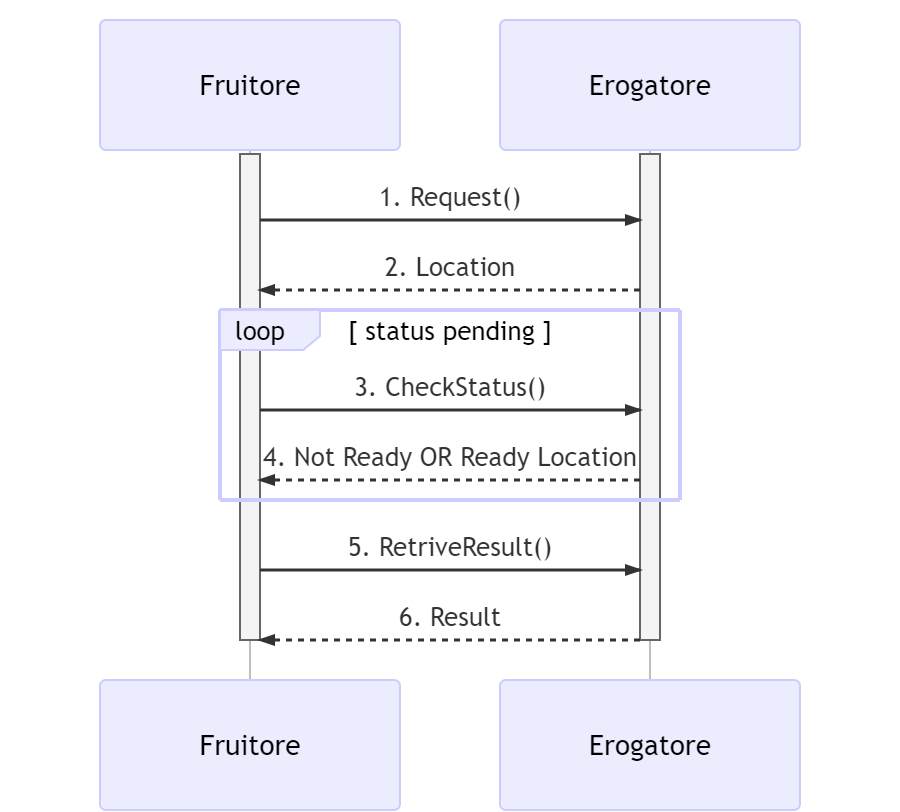 Fruitore
Erogatore
1. Request()
2. Location
loop
[ status pending ]
3. CheckStatus()
4. Not Ready OR Ready Location
5. RetriveResult()
6. Result
Fruitore
Erogatore